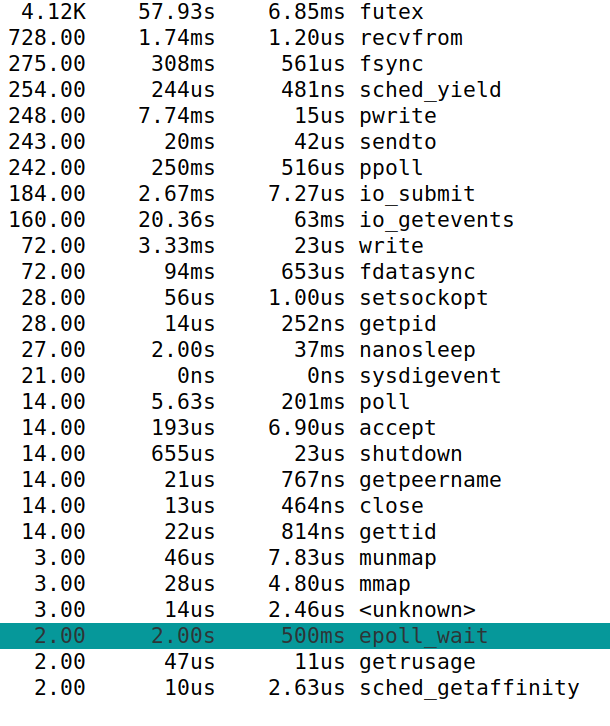 4.12K 57.93s 6.85ms futex
728.00 1.74ms 1.20us recvfrom
275.00 308ms 561us fsync
254.00 244us 481ns sched_yield
248.00 7.74ms 15us pwrite
243.00 20ms 42us sendto
242.00 250ms 516us ppoll
184.00 2.67ms 7.27us io_submit
160.00 20.36s 63ms io_getevents
72.00 3.33ms 23us write
72.00 94ms 653us fdatasync
28.00 56us 1.00us setsockopt
28.00 14us 252ns getpid
27.00 2.00s 37ms nanosleep
21.00 0ns 0ns sysdigevent
14.00 5.63s 201ms poll
14.00 193us 6.90us accept
14.00 655us 23us shutdown
14.00 21us 767ns getpeername
14.00 13us 464ns close
14.00 22us 814ns gettid
3.00 46us 7.83us munmap
3.00 28us 4.80us mmap
3.00 14us 2.46us <unknown>
2.00 2.00s 500ms epoll_wait
2.00 47us 11us getrusage
2.00 10us 2.63us sched_getaffinity